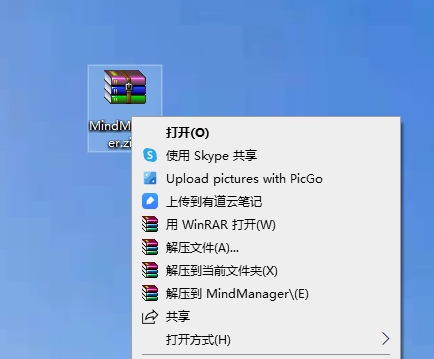 MindM
er.zi
打开(O)
使用 Skype 共享
Upload pictures with PicGo
上传到有道云笔记
用 WinRAR 打开(W)
解压文件(A)...
解压到当前文件夹(X)
解压到 MindManager\(E)
共享
打开方式(H)